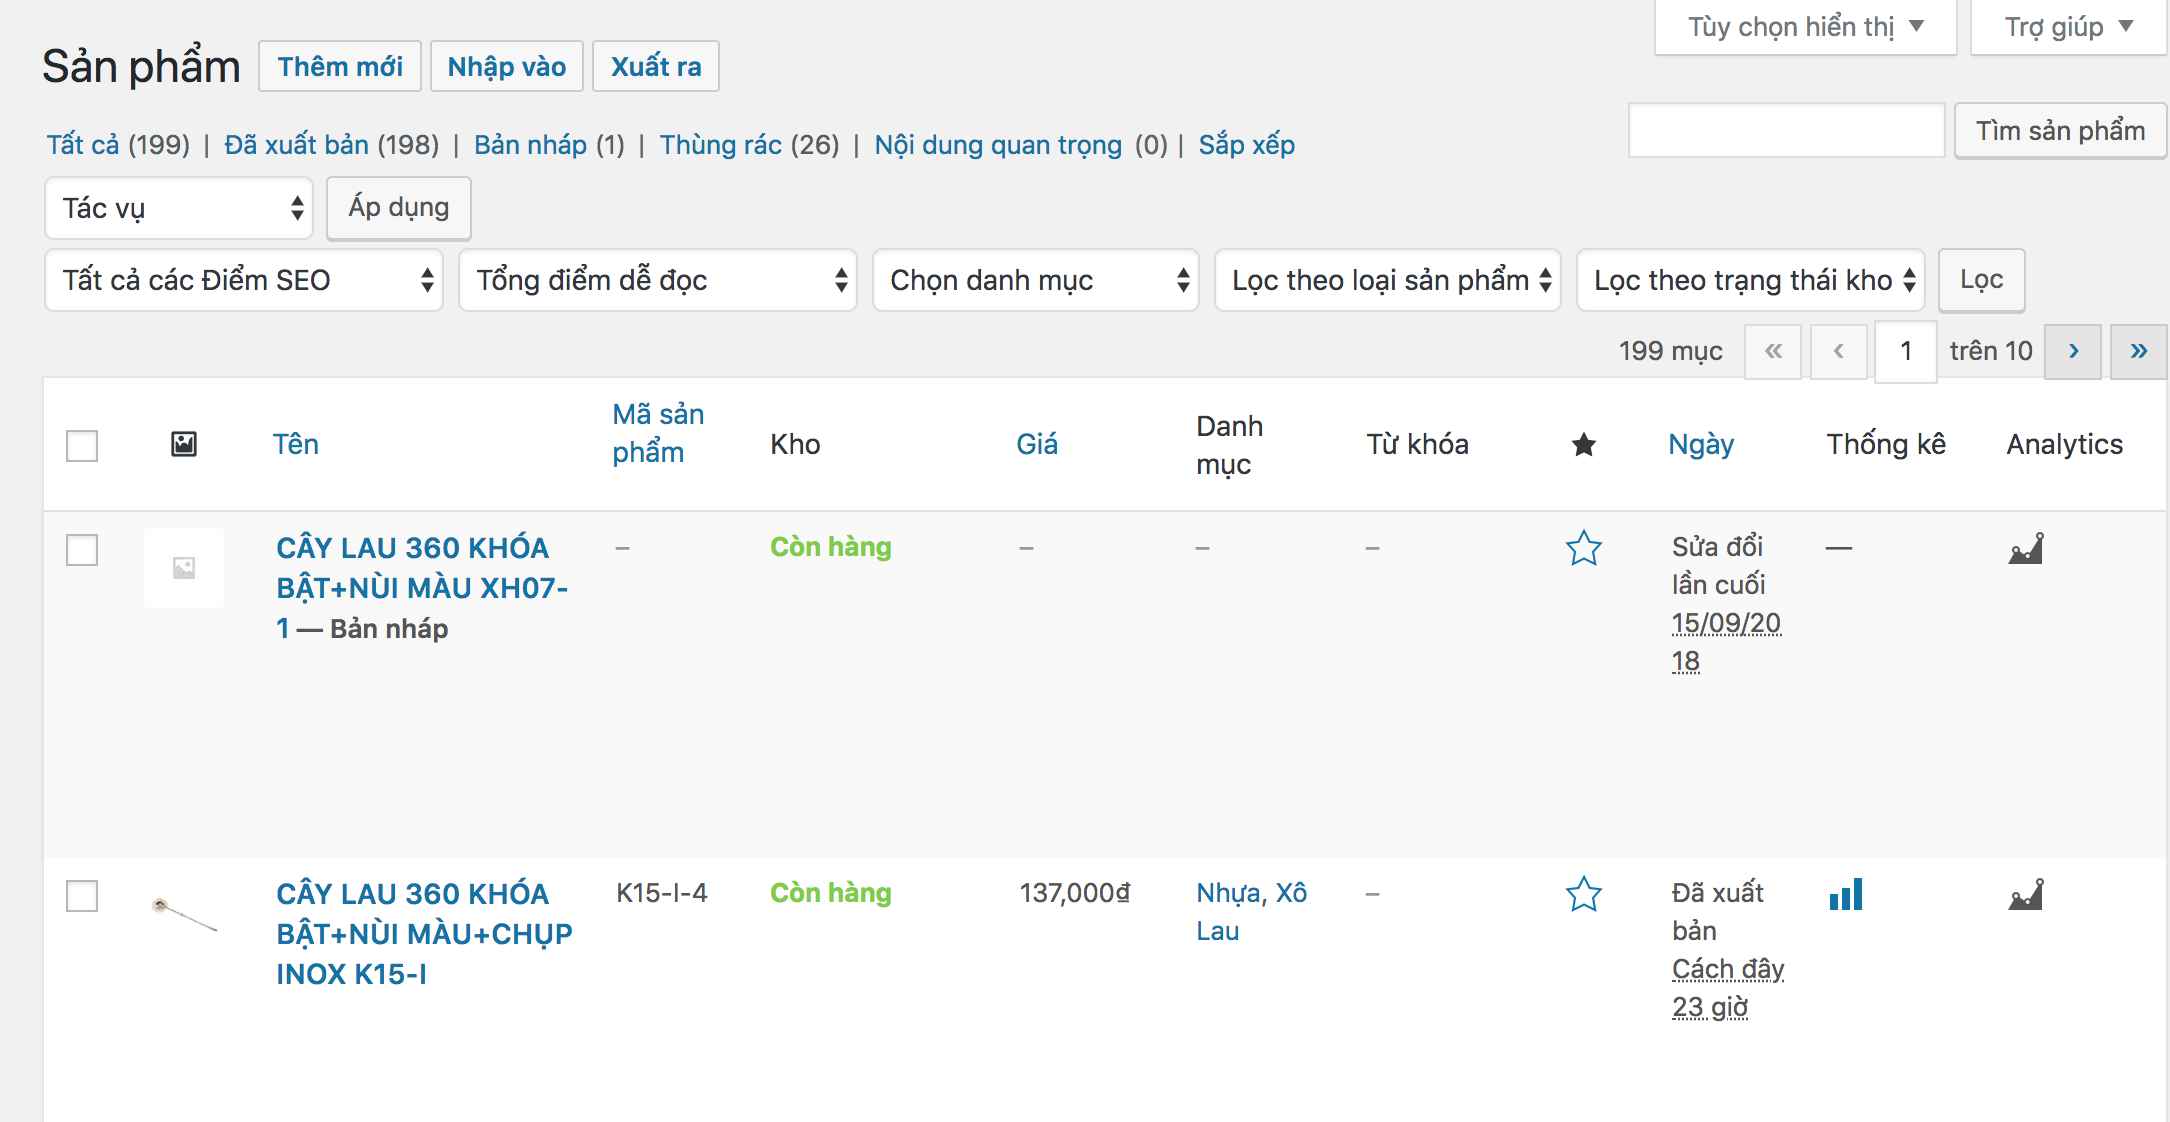 Tùy chọn hiển thị
Trợ giúp
Sản phẩm Thêm mới Nhập vào Xuất ra
Tất cả (199) | Đã xuất bản (198) | Bản nháp (1) | Thùng rác (26) | Nội dung quan trọng (0) | Sắp xếp
Tìm sản phẩm
Tác vụ Áp dụng
Tất cả các Điểm SEO Tổng điểm dễ đọc Chọn danh mục Lọc theo loại sản phẩm Lọc theo trạng thái kho Lọc
199 mục « ‹ 1 trên 10 › »
Tên
Mã sản
phẩm
Kho
Giá
Danh
mục
Từ khóa
Ngày
Thống kê
Analytics
CÂY LAU 360 KHÓA
BẬT+NÙI MÀU XH07-
1 — Bản nháp
–
Còn hàng
–
–
–
Sửa đổi
lần cuối
15/09/20
18
—
CÂY LAU 360 KHÓA
BẬT+NÙI MÀU+CHỤP
INOX K15-I
K15-I-4
Còn hàng
137,000₫
Nhựa, Xô
Lau
–
Đã xuất
bản
Cách đây
23 giờ